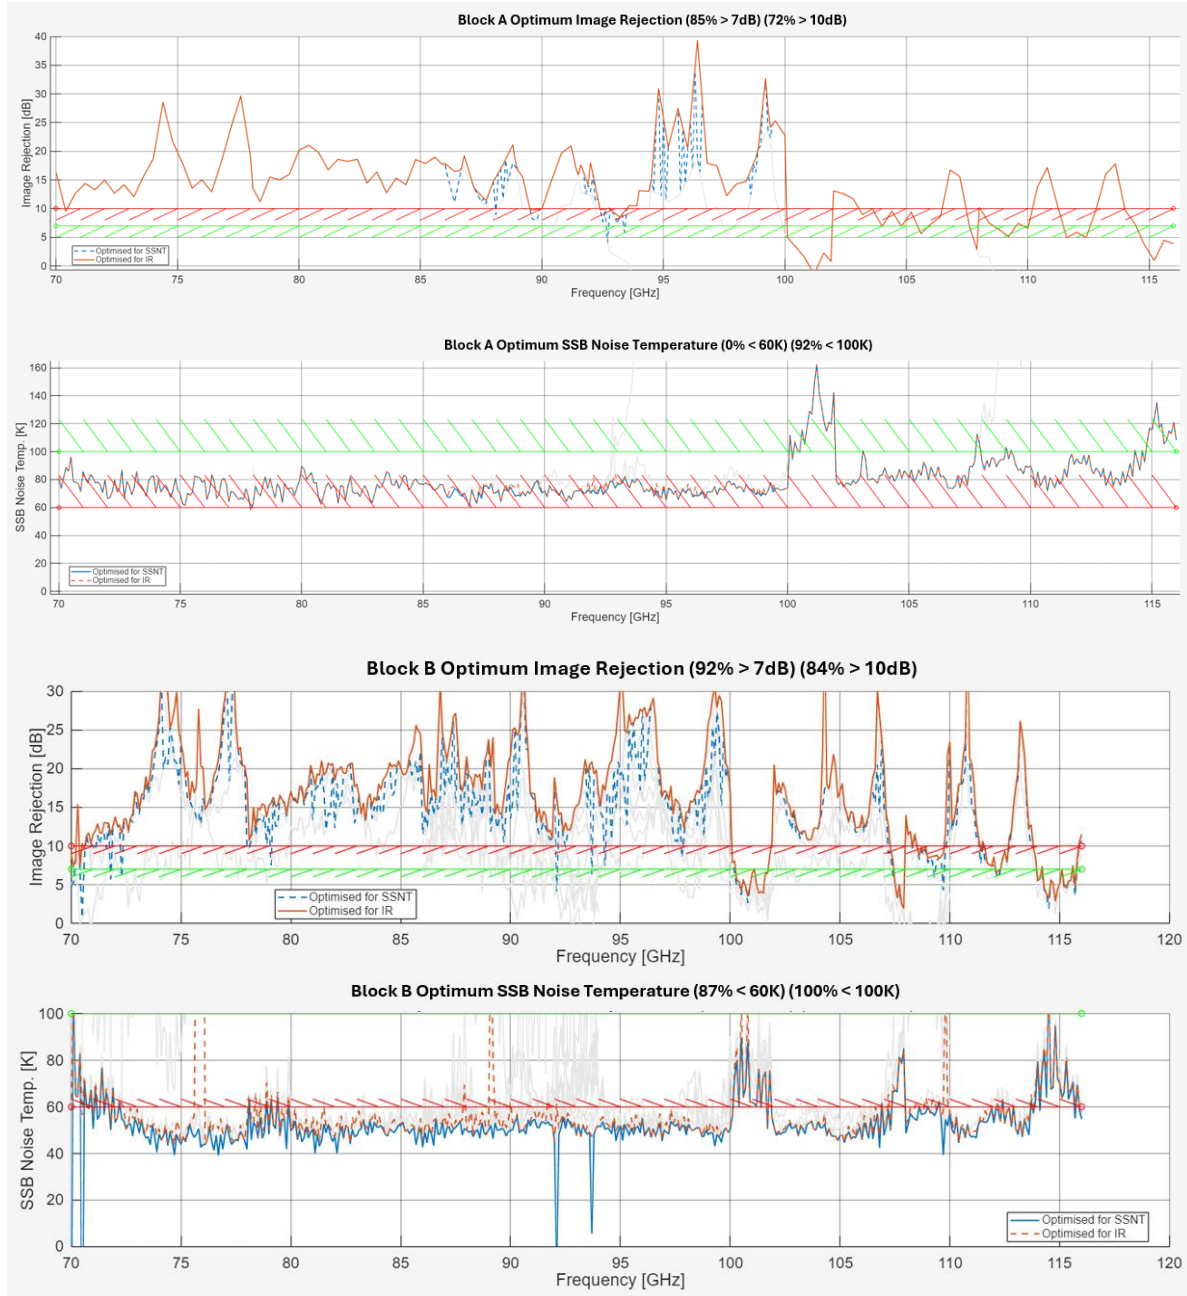 Block A Optimum Image Rejection (85% > 7dB) (72% > 10dB)
Image Rejection [dB]
40
35
30
25
20
15
10
5
0
Optimised for SSNT
Optimised for IR
70 75 80 85 90 95 100 105 110 115
Frequency [GHz]
Block A Optimum SSB Noise Temperature (0% < 60K) (92% < 100K)
SSB Noise Temp. [K]
160
140
120
100
80
60
40
20
0
Optimised for SSNT
Optimised for IR
70 75 80 85 90 95 100 105 110 115
Frequency [GHz]
Block B Optimum Image Rejection (92% > 7dB) (84% > 10dB)
Image Rejection [dB]
30
25
20
15
10
5
0
Optimised for SSNT
Optimised for IR
70 75 80 85 90 95 100 105 110 115 120
Frequency [GHz]
Block B Optimum SSB Noise Temperature (87% < 60K) (100% < 100K)
SSB Noise Temp. [K]
100
80
60
40
20
0
Optimised for SSNT
Optimised for IR
70 75 80 85 90 95 100 105 110 115 120
Frequency [GHz]